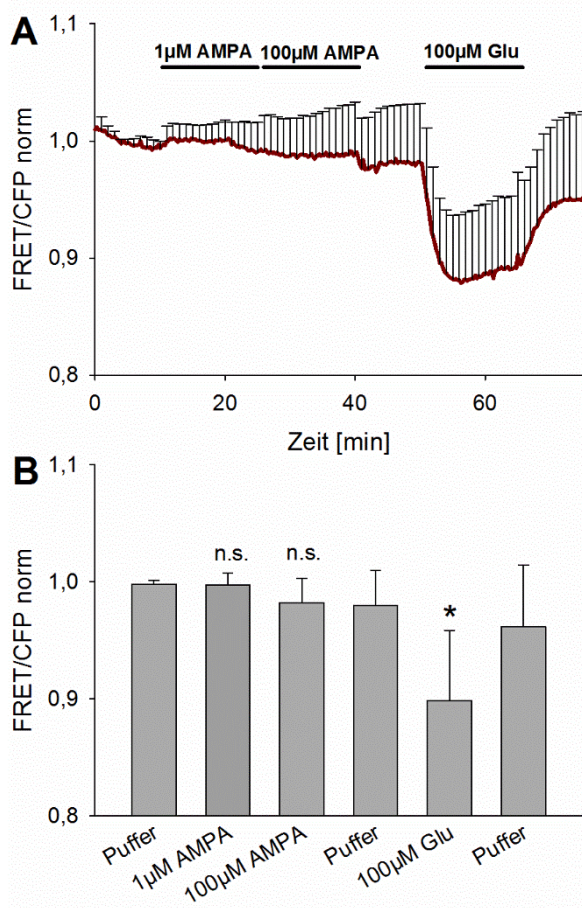 A
1,1
1µM AMPA 100µM AMPA 100µM Glu
1,0
FRET/CFP norm
0,9
0,8
0 20 40 60
Zeit [min]
B
1,1
n.s. n.s.
1,0
*
FRET/CFP norm
0,9
0,8
Puffer 1µM AMPA 100µM AMPA Puffer 100µM Glu Puffer